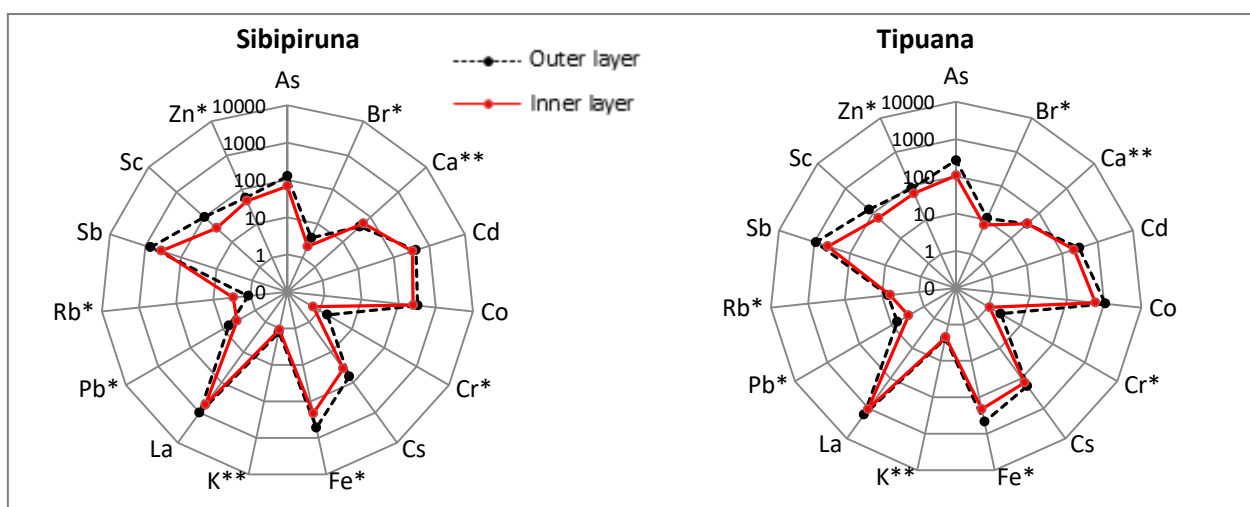 Sibipiruna
Outer layer
Inner layer
As
Br*
Ca**
Cd
Co
Cr*
Cs
Fe*
K**
La
Pb*
Rb*
Sb
Sc
Zn*
10000
1000
100
10
1
0
Tipuana
As
Br*
Ca**
Cd
Co
Cr*
Cs
Fe*
K**
La
Pb*
Rb*
Sb
Sc
Zn*
10000
1000
100
10
1
0